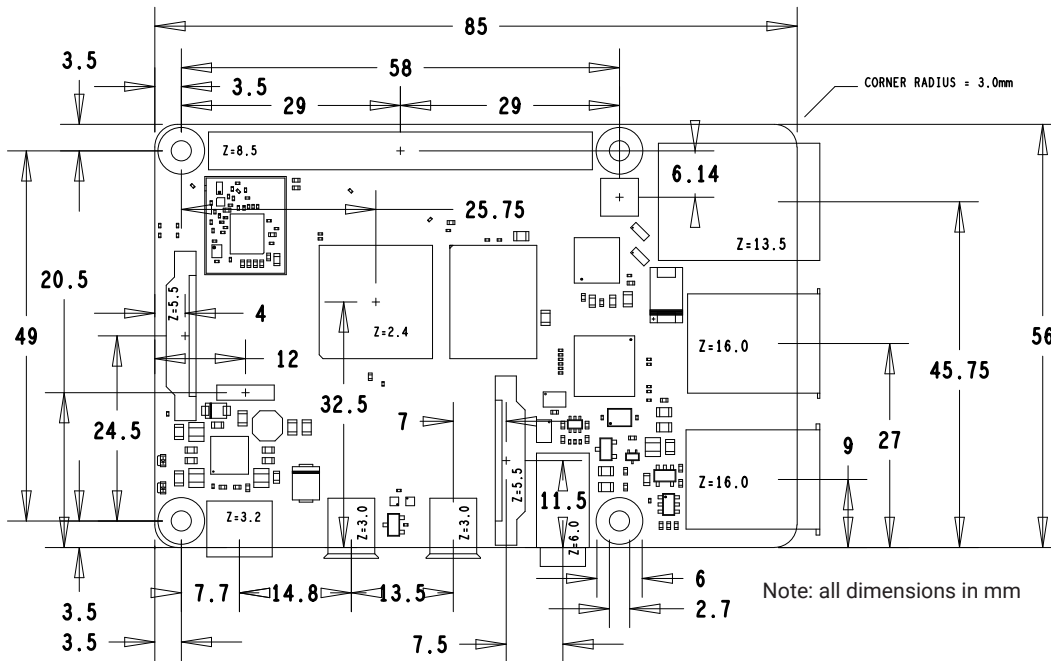 85
3.5
58
3.5
CORNER RADIUS = 3.0mm
29
29
Z=8.5
6.14
25.75
Z=13.5
20.5
Z=5.5
4
49
Z=2.4
56
12
Z=16.0
45.75
32.5
7
27
24.5
9
Z=5.5
Z=16.0
11.5
Z=3.2
Z=3.0
Z=3.0
Z=6.0
7.7
14.8
13.5
6
Note: all dimensions in mm
3.5
2.7
3.5
7.5